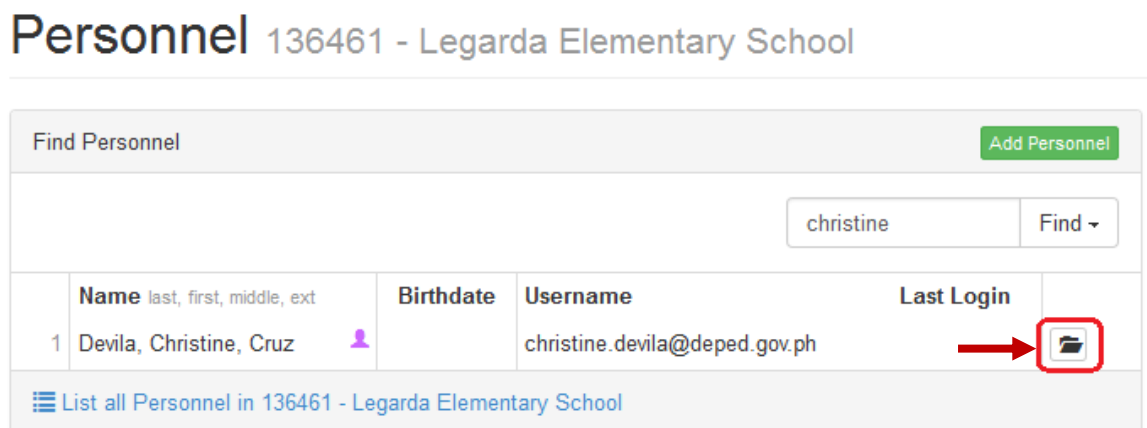 Personnel 136461 - Legarda Elementary School
Find Personnel Add Personnel
christine Find
Name last, first, middle, ext Birthdate Username Last Login
1 Devila, Christine, Cruz christine.devila@deped.gov.ph
List all Personnel in 136461 - Legarda Elementary School